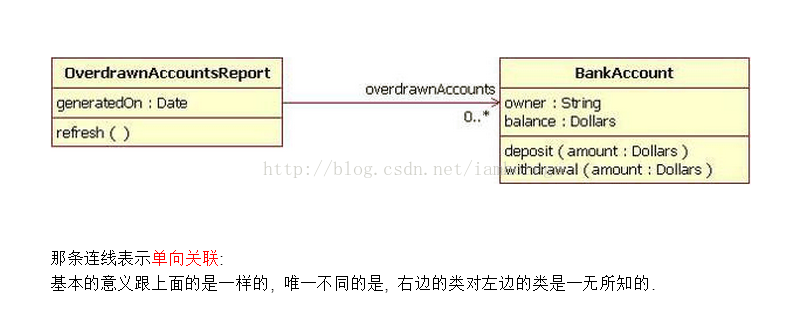 OverdrawnAccountsReport
generatedOn : Date
refresh ( )
overdrawnAccounts
0..*
BankAccount
owner : String
balance : Dollars
deposit ( amount : Dollars )
withdrawal ( amount : Dollars )
http://blog.csdn.net/
那条连线表示单向关联:
基本的意义跟上面的是一样的, 唯一不同的是, 右边的类对左边的类是一无所知的.